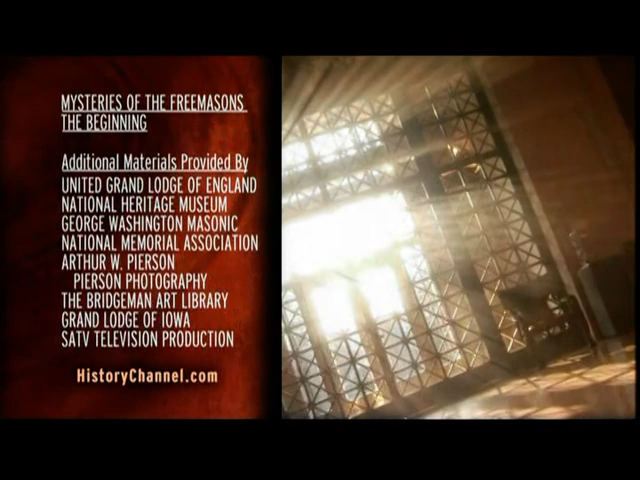 MYSTERIES OF THE FREEMASONS
THE BEGINNING
Additional Materials Provided By
UNITED GRAND LODGE OF ENGLAND
NATIONAL HERITAGE MUSEUM
GEORGE WASHINGTON MASONIC
NATIONAL MEMORIAL ASSOCIATION
ARTHUR W. PIERSON
PIERSON PHOTOGRAPHY
THE BRIDGEMAN ART LIBRARY
GRAND LODGE OF IOWA
SATV TELEVISION PRODUCTION
HistoryChannel.com